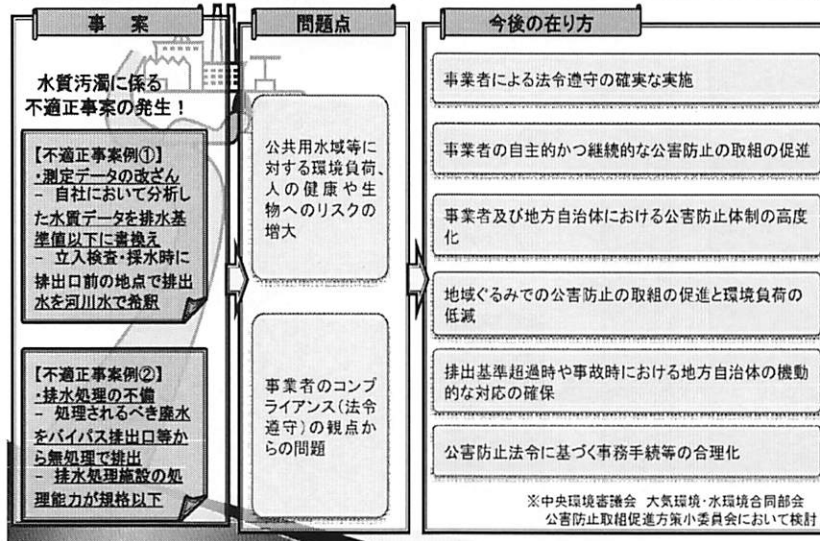 事　案
水質汚濁に係る
不適正事案の発生！
【不適正事案例①】
・測定データの改ざん
－ 自社において分析し
た水質データを排水基
準値以下に書換え
－ 立入検査・採水時に
排出口前の地点で排出
水を河川水で希釈
【不適正事案例②】
・排水処理の不備
－ 処理されるべき廃水
をバイパス排出口等か
ら無処理で排出
－ 排水処理施設の処
理能力が規格以下
問題点
公共用水域等に
対する環境負荷、
人の健康や生
物へのリスクの
増大
事業者のコンプ
ライアンス（法令
遵守）の観点か
らの問題
今後の在り方
事業者による法令遵守の確実な実施
事業者の自主的かつ継続的な公害防止の取組の促進
事業者及び地方自治体における公害防止体制の高度
化
地域ぐるみでの公害防止の取組の促進と環境負荷の
低減
排出基準超過時や事故時における地方自治体の機動
的な対応の確保
公害防止法令に基づく事務手続等の合理化
※中央環境審議会 大気環境・水環境合同部会
公害防止取組促進方策小委員会において検討